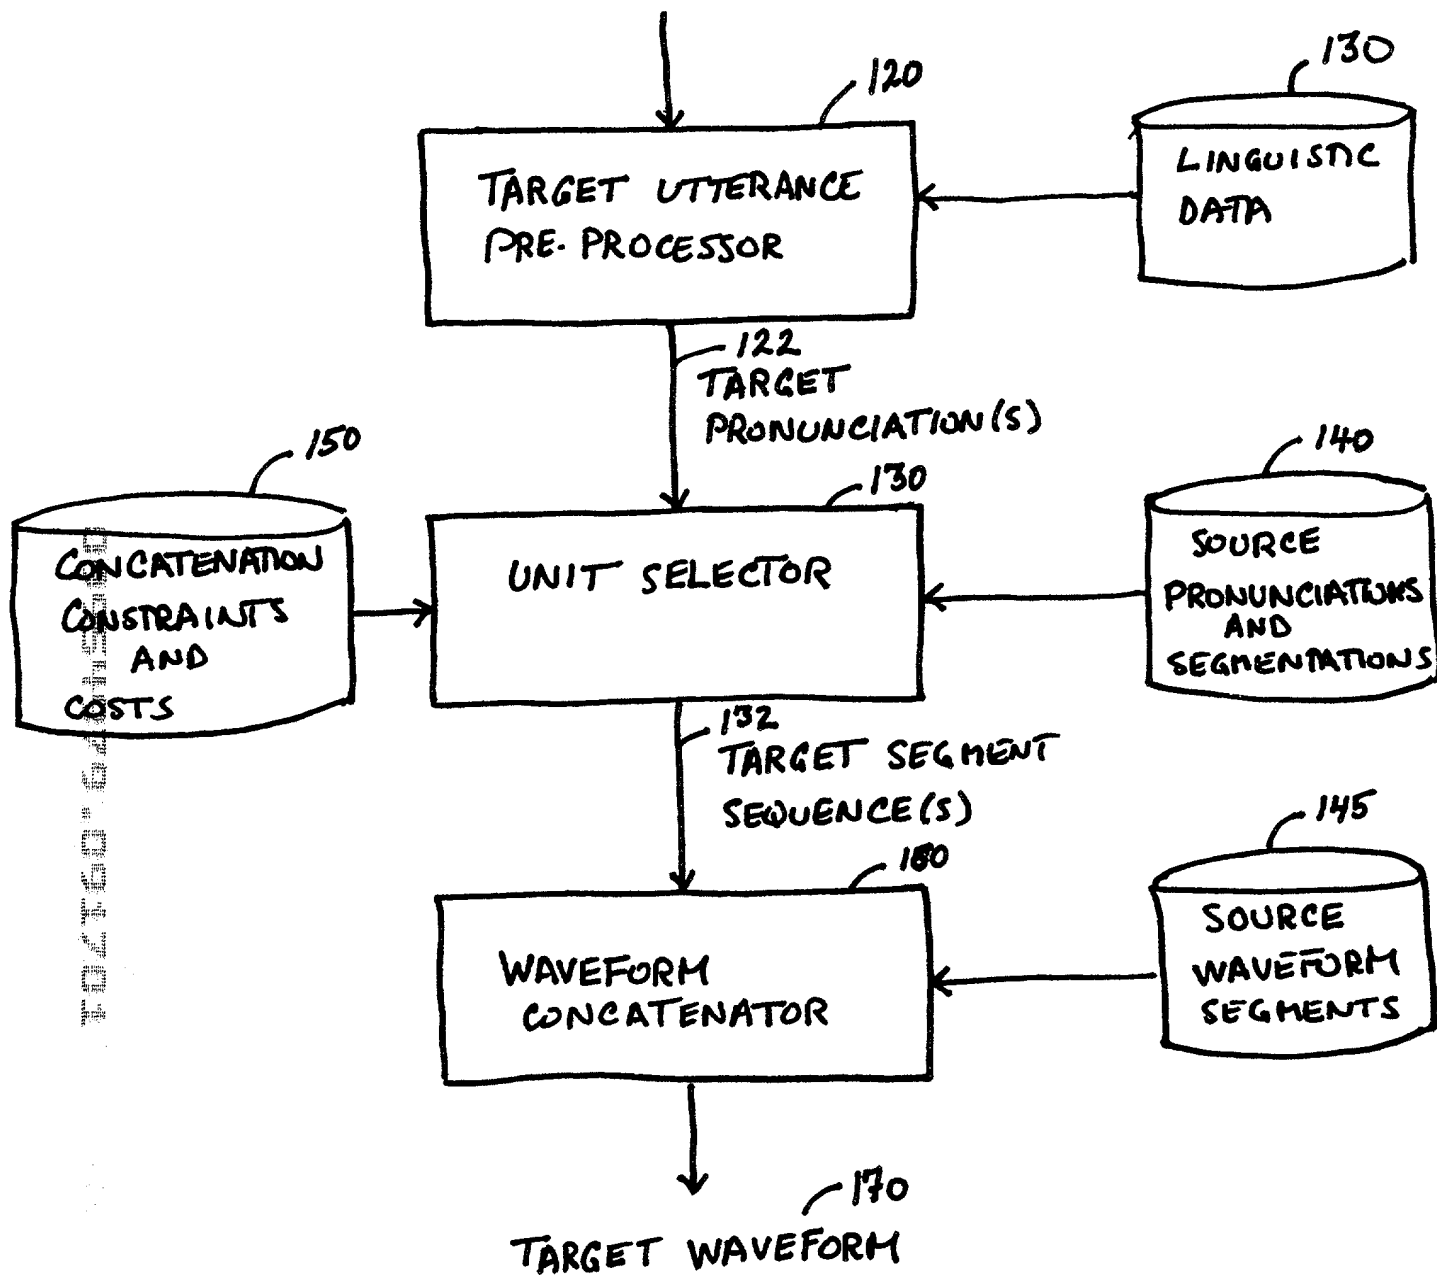 120
130
TARGET UTTERANCE
PRE-PROCESSOR
LINGUISTIC
DATA
122
TARGET
PRONUNCIATION(S)
150
130
140
CONCATENATION
CONSTRAINTS
AND
COSTS
UNIT SELECTOR
SOURCE
PRONUNCIATIONS
AND
SEGMENTATIONS
132
TARGET SEGMENT
SEQUENCE(S)
145
WAVEFORM
CONCATENATOR
SOURCE
WAVEFORM
SEGMENTS
170
TARGET WAVEFORM